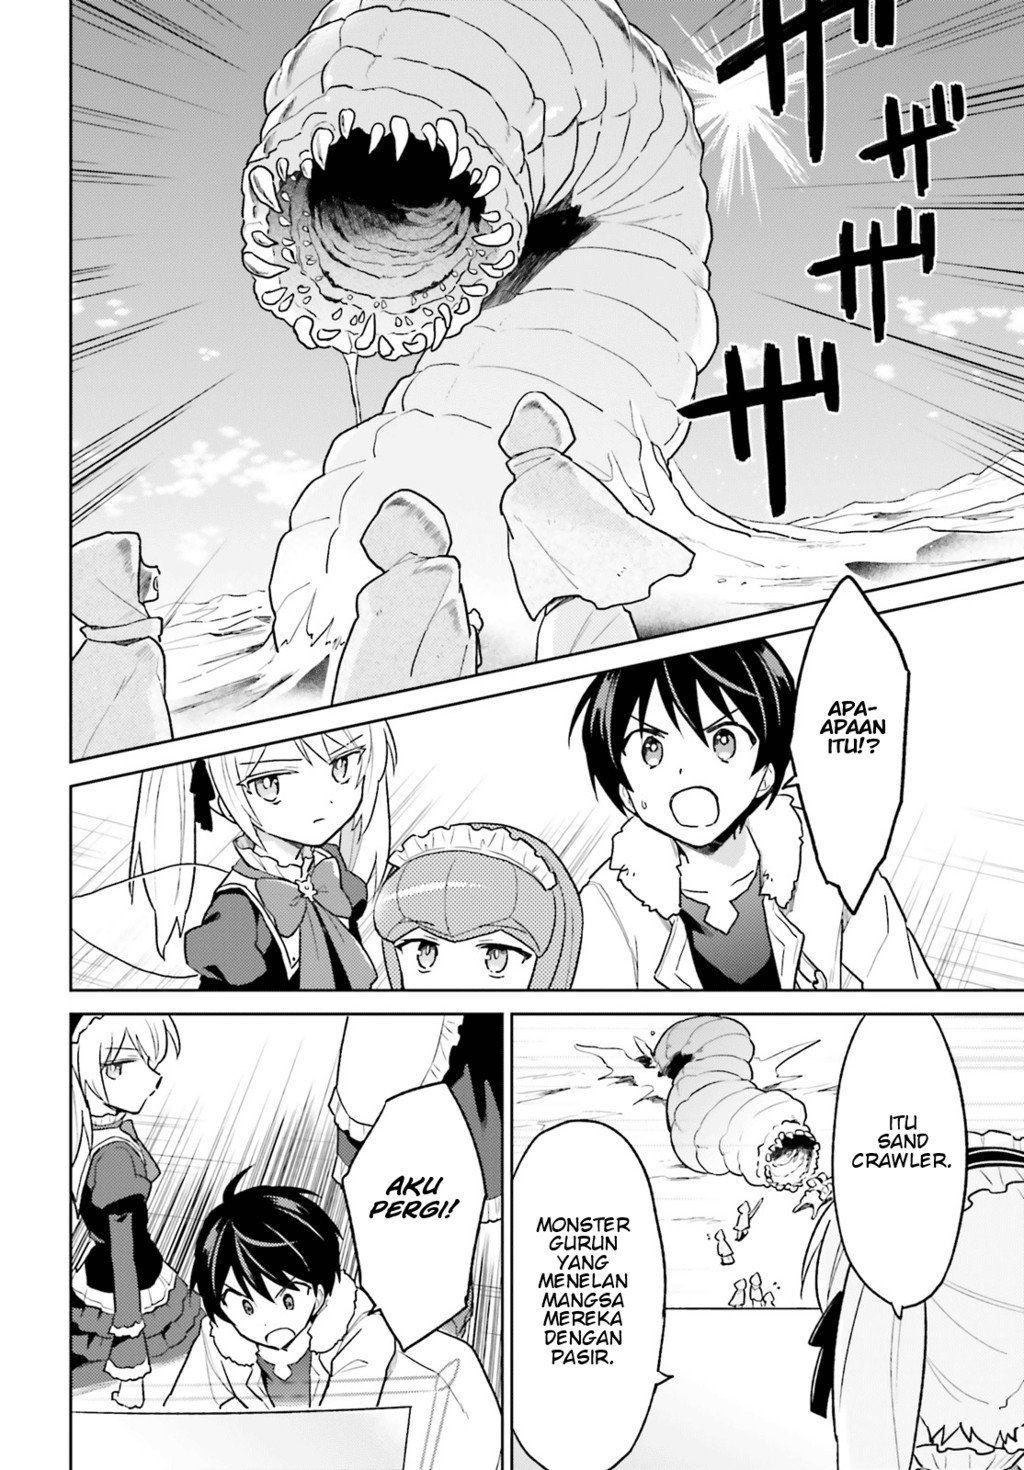 ザザザザ
APA-
APAAN
ITU!?
ITU
SAND
CRAWLER.
MONSTER
GURUN
YANG
MENELAN
MANGSA
MEREKA
DENGAN
PASIR.
AKU
PERGI!